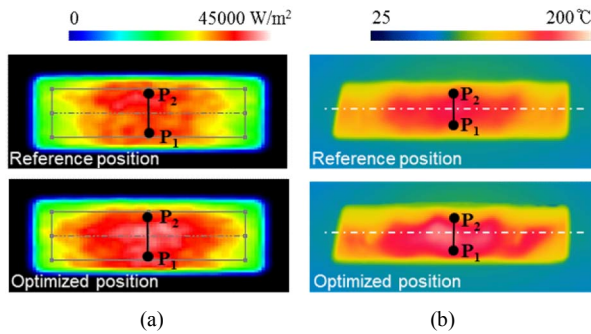 0 45000 W/m² 25 200℃
P₂
P₁
Reference position
P₂
P₁
Reference position
P₂
P₁
Optimized position
P₂
P₁
Optimized position
(a) (b)